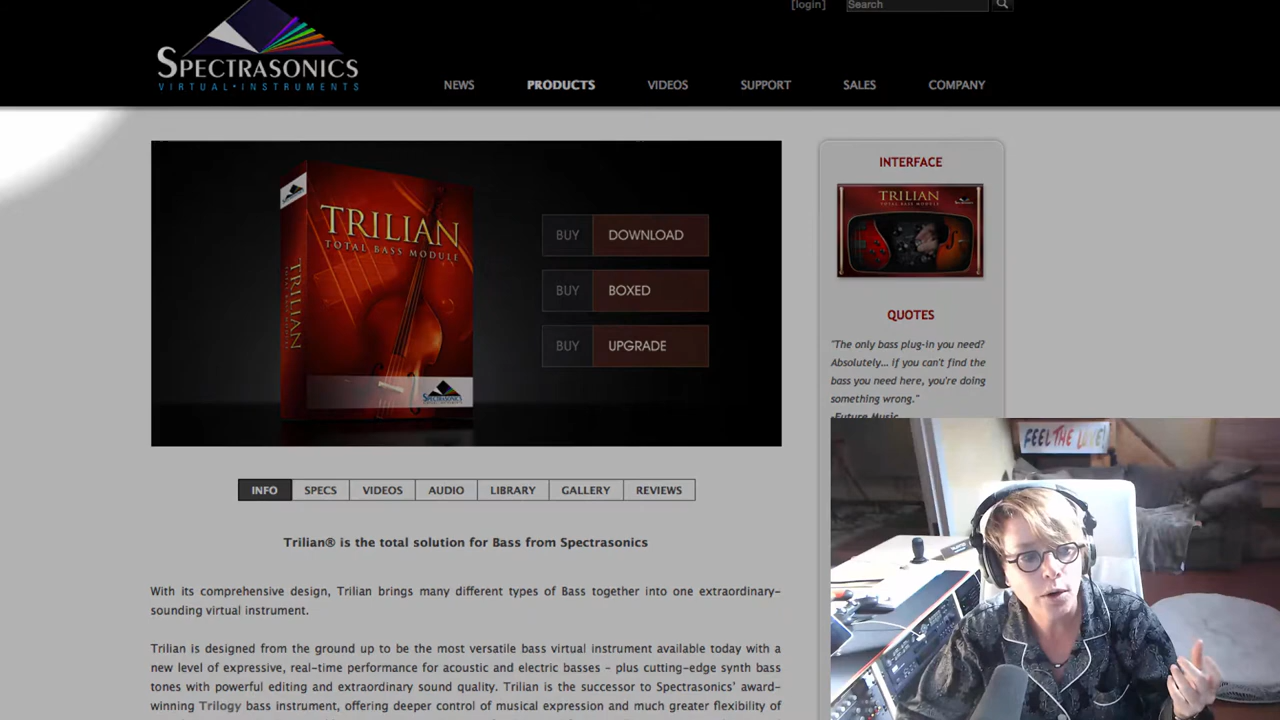 [login]
Search
SPECTRASONICS
VIRTUAL • INSTRUMENTS
NEWS
PRODUCTS
VIDEOS
SUPPORT
SALES
COMPANY
TRILIAN
TOTAL BASS MODULE
TRILIAN
SPECTRASONICS
BUY DOWNLOAD
BUY BOXED
BUY UPGRADE
INTERFACE
TRILIAN
TOTAL BASS MODULE
QUOTES
"The only bass plug-in you need?
Absolutely... if you can't find the
bass you need here, you're doing
something wrong."
-Future Music
FEEL THE LOVE!
INFO
SPECS
VIDEOS
AUDIO
LIBRARY
GALLERY
REVIEWS
Trilian® is the total solution for Bass from Spectrasonics
With its comprehensive design, Trilian brings many different types of Bass together into one extraordinary-
sounding virtual instrument.
Trilian is designed from the ground up to be the most versatile bass virtual instrument available today with a
new level of expressive, real-time performance for acoustic and electric basses - plus cutting-edge synth bass
tones with powerful editing and extraordinary sound quality. Trilian is the successor to Spectrasonics' award-
winning Trilogy bass instrument, offering deeper control of musical expression and much greater flexibility of